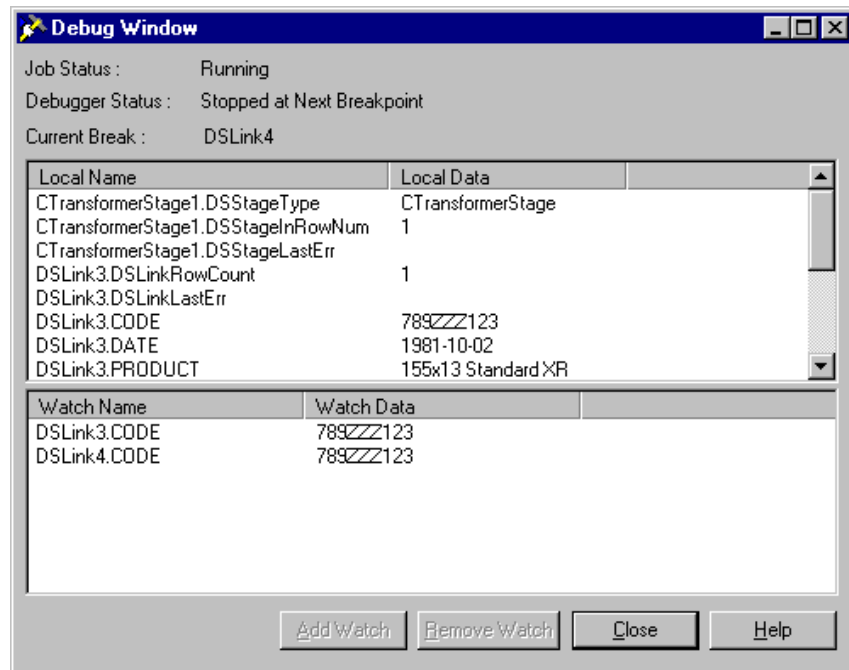 Debug Window
Job Status : Running
Debugger Status : Stopped at Next Breakpoint
Current Break : DSLink4
Local Name Local Data
CTransformerStage1.DSStageType CTransformerStage
CTransformerStage1.DSStageInRowNum 1
CTransformerStage1.DSStageLastErr
DSLink3.DSLinkRowCount 1
DSLink3.DSLinkLastErr
DSLink3.CODE 789ZZZ123
DSLink3.DATE 1981-10-02
DSLink3.PRODUCT 155x13 Standard XR
Watch Name Watch Data
DSLink3.CODE 789ZZZ123
DSLink4.CODE 789ZZZ123
Add Watch Remove Watch Close Help